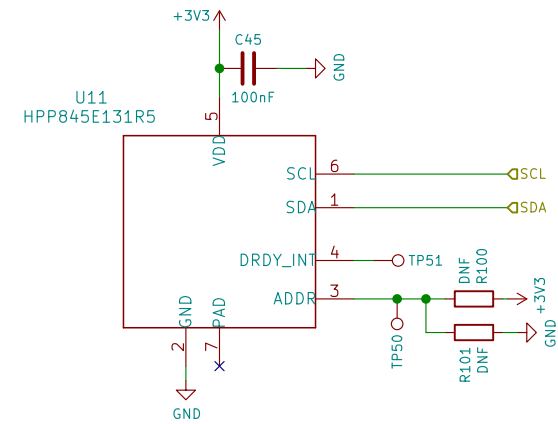 +3V3
C45
GND
100nF
U11
HPP845E131R5
5
VDD
SCL
6
SCL
SDA
1
SDA
DRDY_INT
4
TP51
ADDR
3
DNF
R100
+3V3
GND
TP50
R101
DNF
GND
PAD
2
7
GND